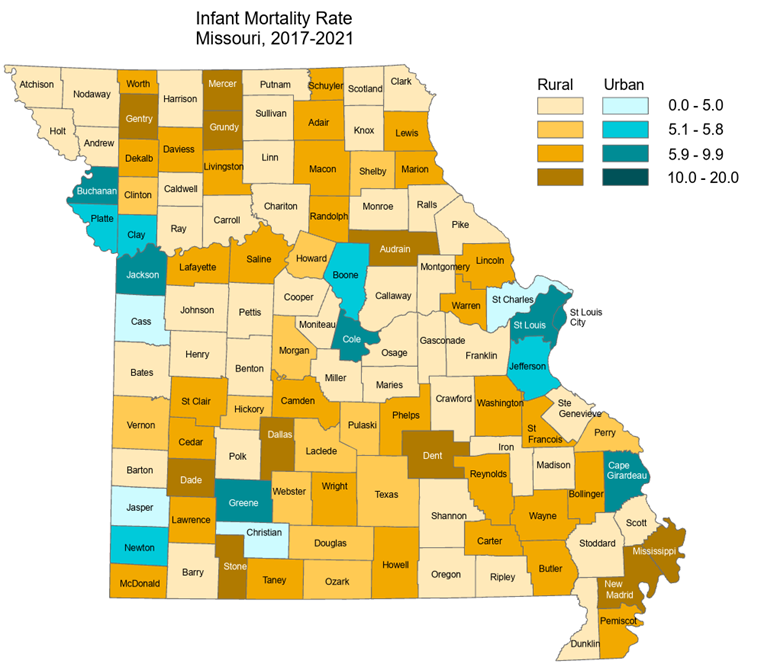 Infant Mortality Rate
Missouri, 2017-2021
Rural
Urban
0.0 - 5.0
5.1 - 5.8
5.9 - 9.9
10.0 - 20.0
Atchison
Nodaway
Worth
Harrison
Mercer
Putnam
Schuyler
Scotland
Clark
Holt
Andrew
Gentry
Grundy
Sullivan
Adair
Knox
Lewis
Dekalb
Daviess
Livingston
Linn
Macon
Shelby
Marion
Buchanan
Clinton
Caldwell
Chariton
Monroe
Ralls
Platte
Clay
Ray
Carroll
Randolph
Pike
Audrain
Jackson
Lafayette
Saline
Howard
Boone
Montgomery
Lincoln
Cass
Johnson
Pettis
Cooper
Callaway
Warren
St Charles
St Louis
St Louis
City
Moniteau
Cole
Osage
Gasconade
Franklin
Jefferson
Bates
Henry
Benton
Morgan
Miller
Maries
St Clair
Hickory
Camden
Pulaski
Phelps
Crawford
Washington
Ste
Genevieve
St
Francois
Perry
Vernon
Cedar
Polk
Dallas
Laclede
Dent
Iron
Madison
Barton
Dade
Greene
Webster
Wright
Texas
Reynolds
Bollinger
Cape
Girardeau
Jasper
Lawrence
Christian
Douglas
Shannon
Wayne
Scott
Newton
Stone
Taney
Ozark
Howell
Carter
Butler
Stoddard
Mississippi
McDonald
Barry
Oregon
Ripley
New
Madrid
Pemiscot
Dunklin